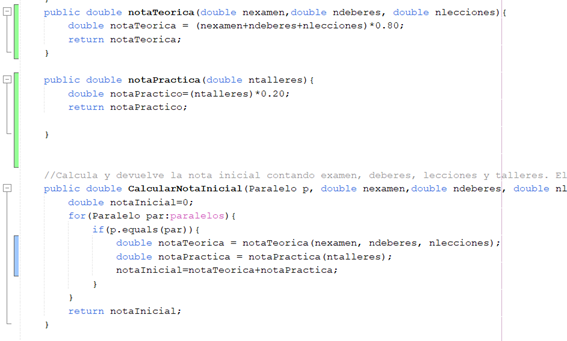 public double notaTeorica(double nexamen,double ndeberes, double nlecciones){
double notaTeorica = (nexamen+ndeberes+nlecciones)*0.80;
return notaTeorica;
}
public double notaPractica(double ntalleres){
double notaPractico=(ntalleres)*0.20;
return notaPractico;
}
//Calcula y devuelve la nota inicial contando examen, deberes, lecciones y talleres. El
public double CalcularNotaInicial(Paralelo p, double nexamen,double ndeberes, double nl
double notaInicial=0;
for(Paralelo par:paralelos){
if(p.equals(par)){
double notaTeorica = notaTeorica(nexamen, ndeberes, nlecciones);
double notaPractica = notaPractica(ntalleres);
notaInicial=notaTeorica+notaPractica;
}
}
return notaInicial;
}